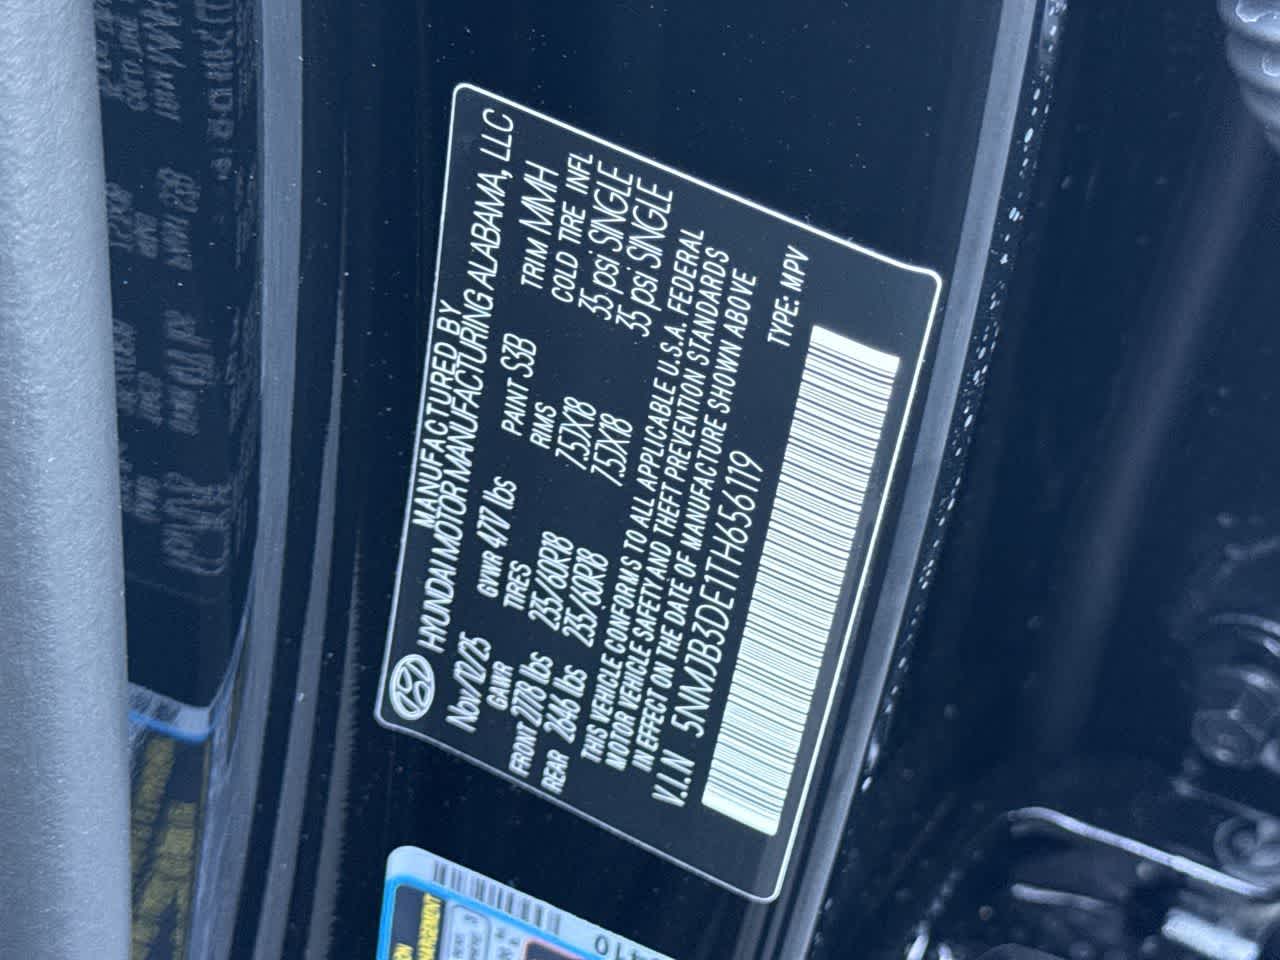 MANUFACTURED BY
HYUNDAI MOTOR MANUFACTURING ALABAMA, LLC
Nov/12/25 GVWR 4717 lbs PAINT S3B TRIM MMH
GAWR TIRES RIMS COLD TIRE INFL
FRONT 2778 lbs 235/60R18 7.5JX18 35 psi SINGLE
REAR 2646 lbs 235/60R18 7.5JX18 35 psi SINGLE
THIS VEHICLE CONFORMS TO ALL APPLICABLE U.S.A. FEDERAL
MOTOR VEHICLE SAFETY AND THEFT PREVENTION STANDARDS
IN EFFECT ON THE DATE OF MANUFACTURE SHOWN ABOVE
V.I.N 5NMJB3DE1TH656119 TYPE: MPV